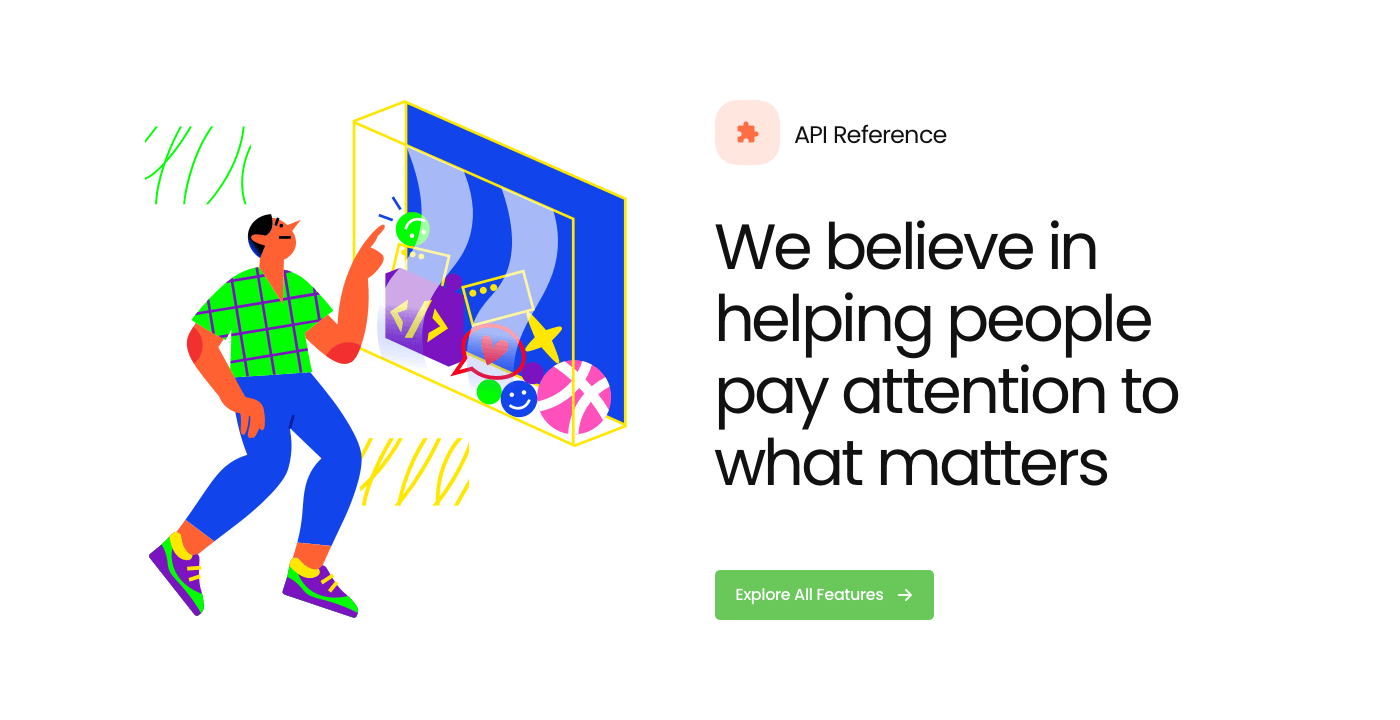 API Reference
We believe in
helping people
pay attention to
what matters
Explore All Features